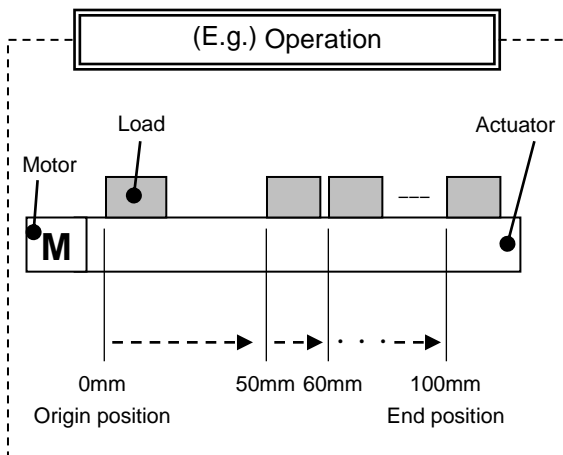 (E.g.) Operation
Load
Actuator
Motor
M
0mm
50mm 60mm
100mm
Origin position
End position